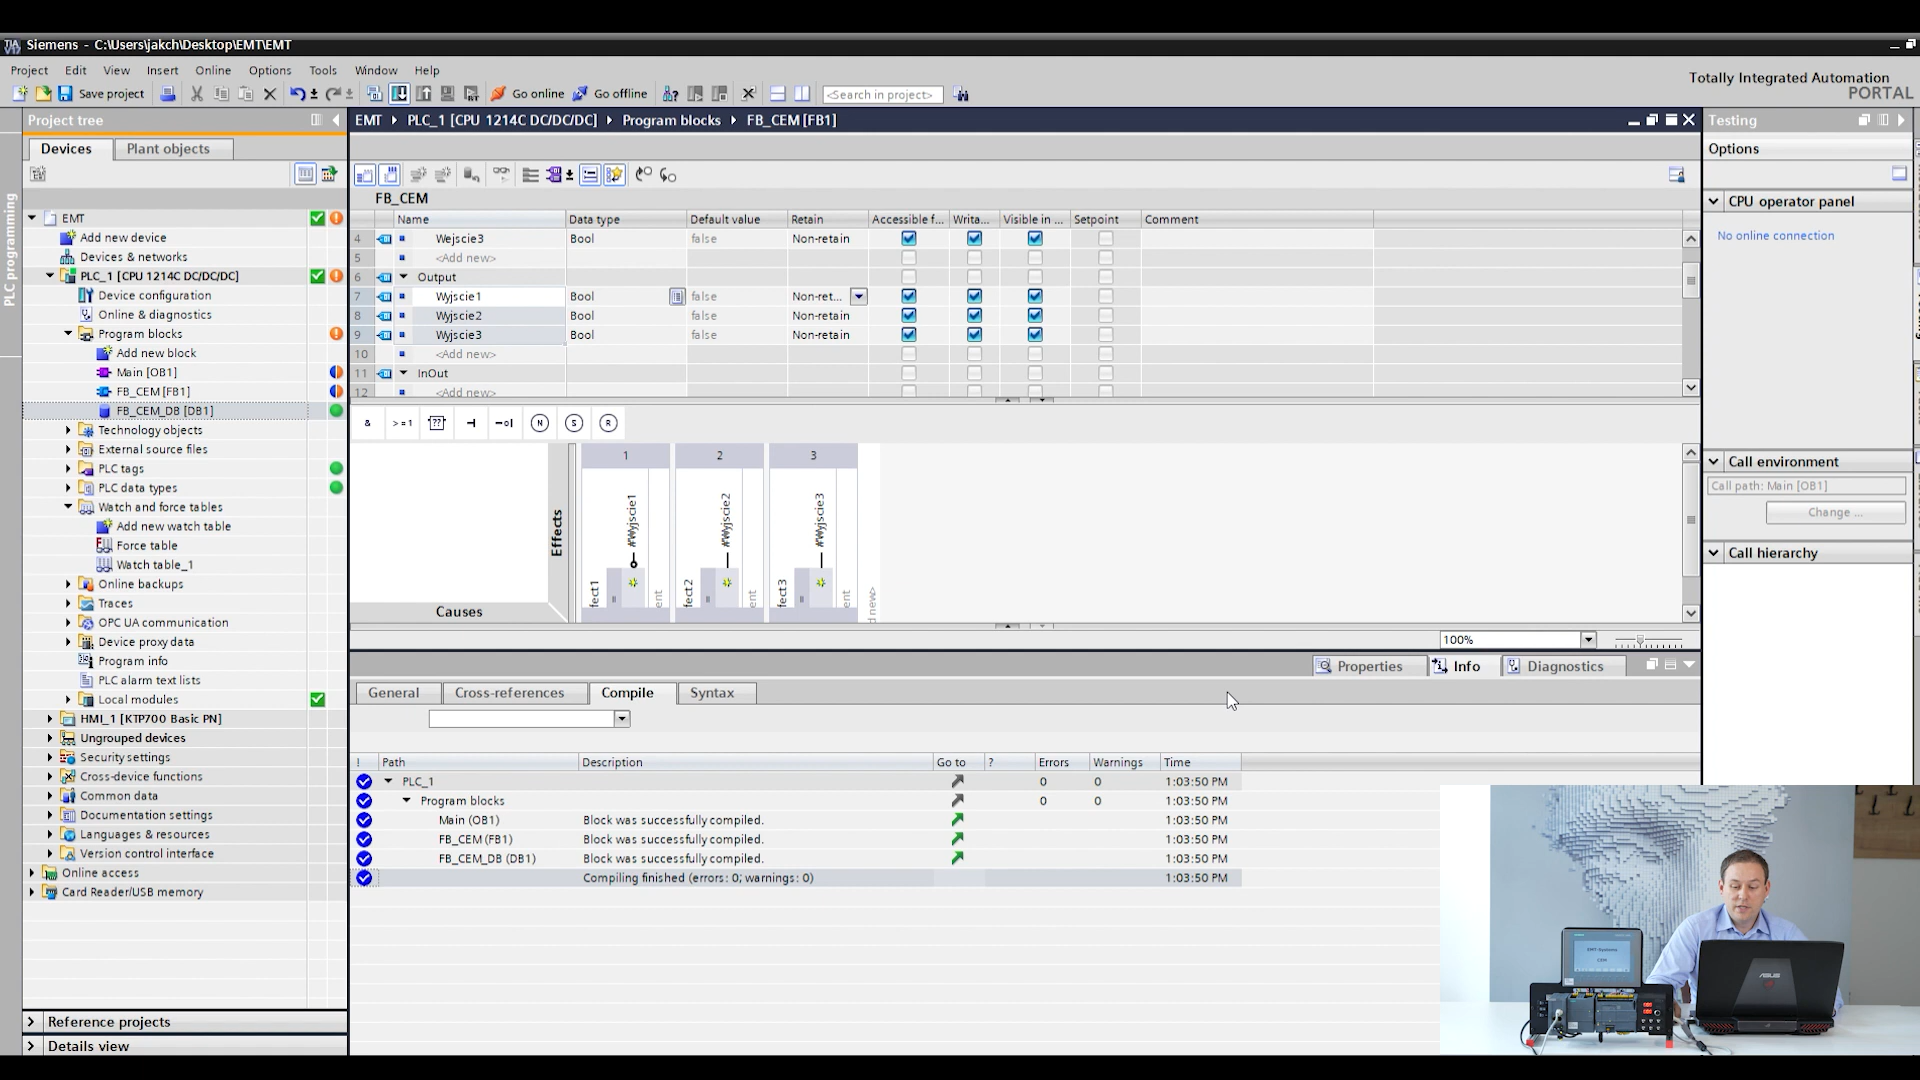 Siemens - C:\Users\jakch\Desktop\EMT\EMT
Project Edit View Insert Online Options Tools Window Help
Totally Integrated Automation
PORTAL
Save project
Go online
Go offline
<Search in project>
Project tree
EMT PLC_1 [CPU 1214C DC/DC/DC] Program blocks FB_CEM [FB1]
Testing
Devices Plant objects
Options
PLC programming
FB_CEM
CPU operator panel
No online connection
Call environment
Call path: Main [OB1]
Change ...
Call hierarchy
EMT
Add new device
Devices & networks
PLC_1 [CPU 1214C DC/DC/DC]
Device configuration
Online & diagnostics
Program blocks
Add new block
Main [OB1]
FB_CEM [FB1]
FB_CEM_DB [DB1]
Technology objects
External source files
PLC tags
PLC data types
Watch and force tables
Add new watch table
Force table
Watch table_1
Online backups
Traces
OPC UA communication
Device proxy data
Program info
PLC alarm text lists
Local modules
HMI_1 [KTP700 Basic PN]
Ungrouped devices
Security settings
Cross-device functions
Common data
Documentation settings
Languages & resources
Version control interface
Online access
Card Reader/USB memory
Reference projects
Details view
Name Data type Default value Retain Accessible f... Writa... Visible in ... Setpoint Comment
4 Wejscie3 Bool false Non-retain
5 <Add new>
6 Output
7 Wyjscie1 Bool false Non-ret...
8 Wyjscie2 Bool false Non-retain
9 Wyjscie3 Bool false Non-retain
10 <Add new>
11 InOut
12 <Add new>
& >=1 ?? N S R
1 2 3
Effects
#Wyjscie1 #Wyjscie2 #Wyjscie3
fect1 ent fect2 ent fect3 ent d new>
Causes
100%
Properties Info Diagnostics
General Cross-references Compile Syntax
! Path Description Go to ? Errors Warnings Time
PLC_1 0 0 1:03:50 PM
Program blocks 0 0 1:03:50 PM
Main (OB1) Block was successfully compiled. 1:03:50 PM
FB_CEM (FB1) Block was successfully compiled. 1:03:50 PM
FB_CEM_DB (DB1) Block was successfully compiled. 1:03:50 PM
Compiling finished (errors: 0; warnings: 0) 1:03:50 PM
EMT-Systems
CEM
ASUS